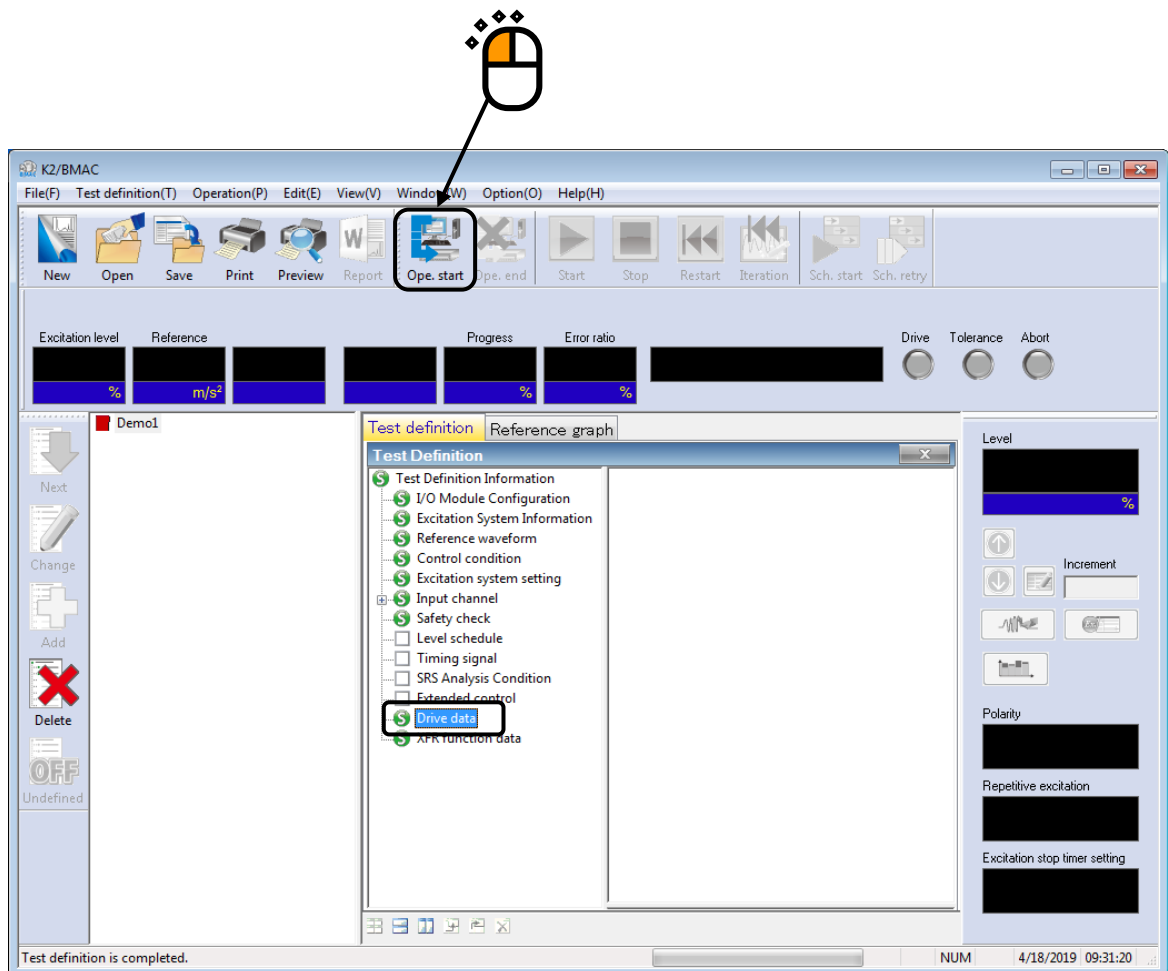 K2/BMAC
File(F) Test definition(T) Operation(P) Edit(E) View(V) Window(W) Option(O) Help(H)
New Open Save Print Preview Report Ope. start Ope. end Start Stop Restart Iteration Sch. start Sch. retry
Excitation level Reference Progress Error ratio Drive Tolerance Abort
% m/s² % %
Demo1
Next
Change
Add
Delete
OFF
Undefined
Test definition Reference graph
Test Definition
Test Definition Information
I/O Module Configuration
Excitation System Information
Reference waveform
Control condition
Excitation system setting
Input channel
Safety check
Level schedule
Timing signal
SRS Analysis Condition
Extended control
Drive data
XFR function data
Level
%
Increment
Polarity
Repetitive excitation
Excitation stop timer setting
Test definition is completed. NUM 4/18/2019 09:31:20